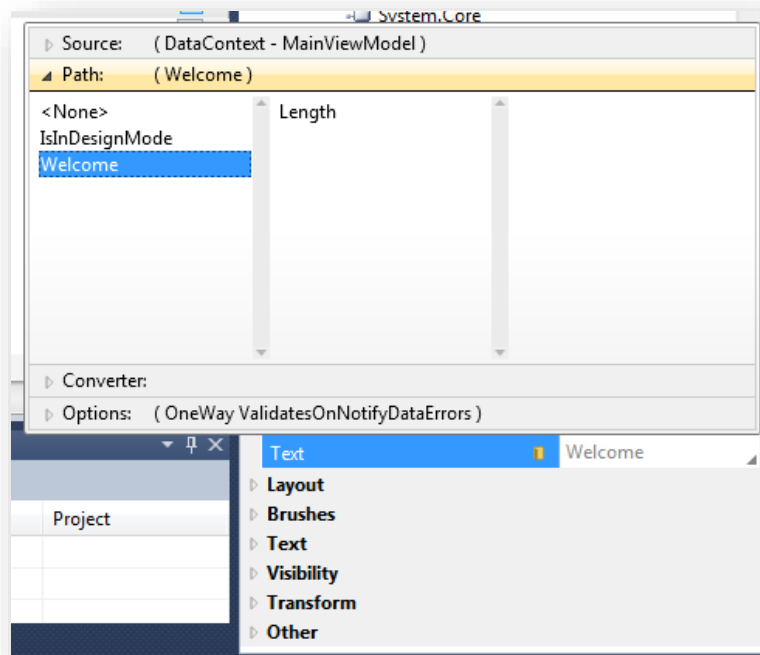 System.Core
Source: ( DataContext - MainViewModel )
Path: ( Welcome )
<None> Length
IsInDesignMode
Welcome
Converter:
Options: ( OneWay ValidatesOnNotifyDataErrors )
Text Welcome
Layout
Project
Brushes
Text
Visibility
Transform
Other